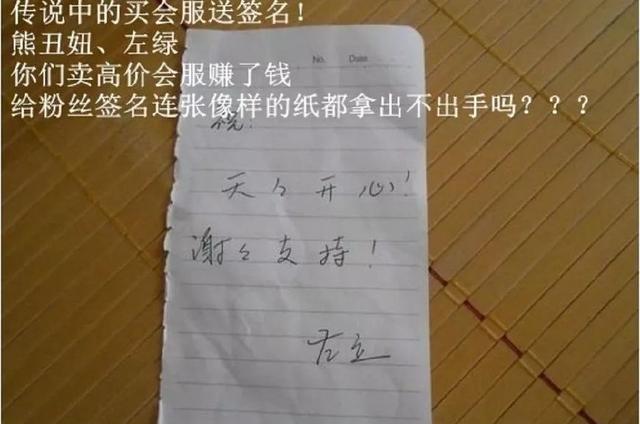 传说中的买会服送签名！
熊丑妞、左绿
你们卖高价会服赚了钱
给粉丝签名连张像样的纸都拿出不出手吗？？？
No. Date
祝！
天々开心！
谢々支持！
左立